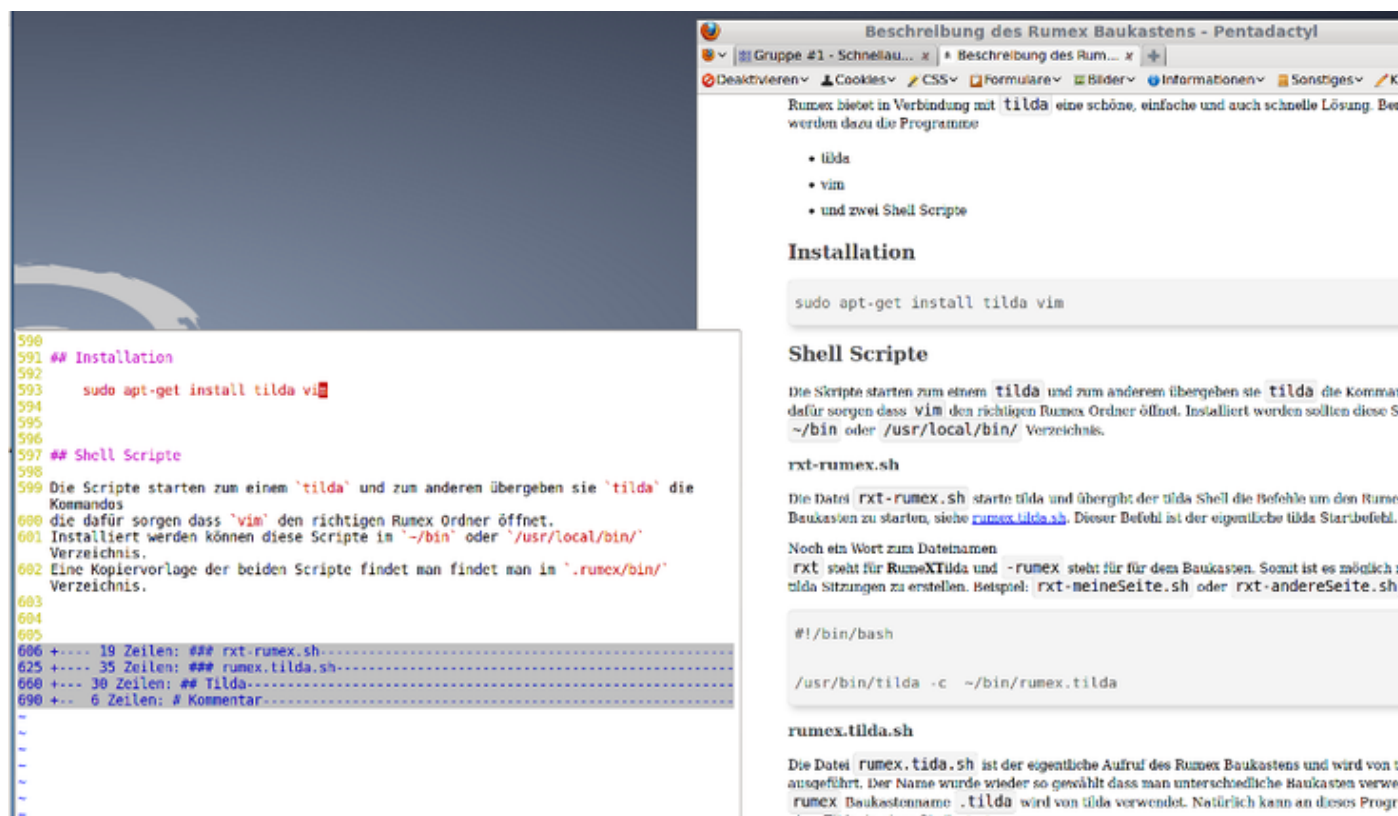 Beschreibung des Rumex Baukastens - Pentadactyl
Gruppe #1 - Schnellau... x Beschreibung des Rum... x
Deaktivieren Cookies CSS Formulare Bilder Informationen Sonstiges
Rumex bietet in Verbindung mit tilda eine schöne, einfache und auch schnelle Lösung.
werden dazu die Programme
• tilda
• vim
• und zwei Shell Scripte
Installation
sudo apt-get install tilda vim
Shell Scripte
Die Skripte starten zum einem tilda und zum anderem übergeben sie tilda die Komman
dafür sorgen dass vim den richtigen Rumex Ordner öffnet. Installiert werden sollten diese S
~/bin oder /usr/local/bin/ Verzeichnis.
rxt-rumex.sh
Die Datei rxt-rumex.sh starte tilda und übergibt der tilda Shell die Befehle um den Rume
Baukasten zu starten, siehe rumex.tilda.sh. Dieser Befehl ist der eigentliche tilda Startbefehl.
Noch ein Wort zum Dateinamen
rxt steht für RumeXTilda und -rumex steht für für dem Baukasten. Somit ist es möglich
tilda Sitzungen zu erstellen. Beispiel: rxt-meineSeite.sh oder rxt-andereSeite.sh
#!/bin/bash
/usr/bin/tilda -c ~/bin/rumex.tilda
rumex.tilda.sh
Die Datei rumex.tida.sh ist der eigentliche Aufruf des Rumex Baukastens und wird von t
ausgeführt. Der Name wurde wieder so gewählt dass man unterschiedliche Baukasten verwe
rumex Baukastenname .tilda wird von tilda verwendet. Natürlich kann an dieses Progr
590
591 ## Installation
592
593 sudo apt-get install tilda vim
594
595
596
597 ## Shell Scripte
598
599 Die Scripte starten zum einem `tilda` und zum anderem übergeben sie `tilda` die
Kommandos
600 die dafür sorgen dass `vim` den richtigen Rumex Ordner öffnet.
601 Installiert werden können diese Scripte im `~/bin` oder `/usr/local/bin/`
Verzeichnis.
602 Eine Kopiervorlage der beiden Scripte findet man findet man im `.rumex/bin/`
Verzeichnis.
603
604
605
606 +---- 19 Zeilen: ### rxt-rumex.sh----
625 +---- 35 Zeilen: ### rumex.tilda.sh----
660 +--- 30 Zeilen: ## Tilda----
690 +-- 6 Zeilen: # Kommentar----
~
~
~
~
~
~
~